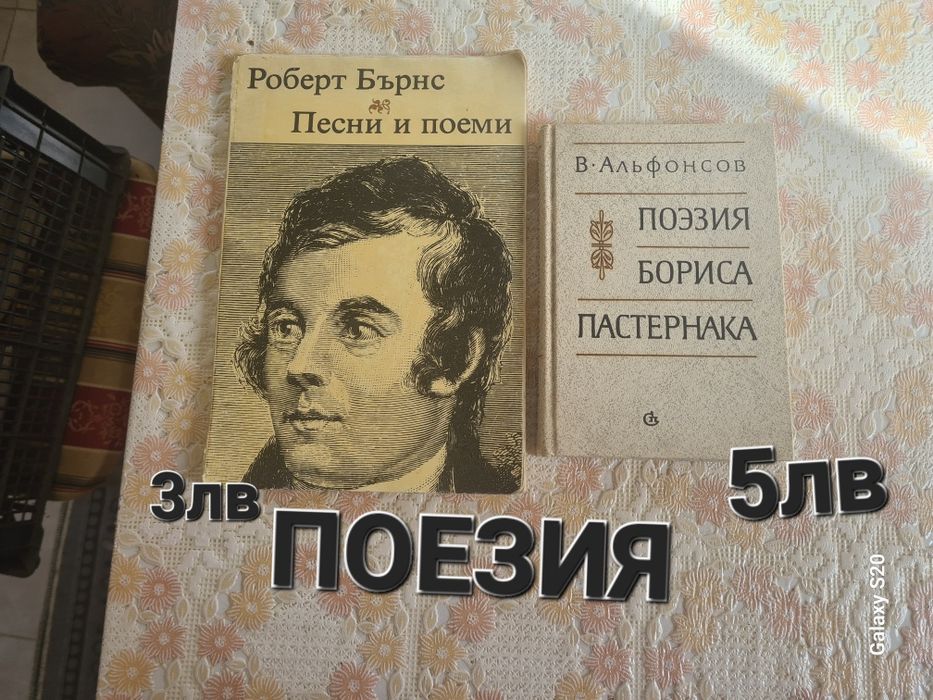 Роберт Бърнс
Песни и поеми
В·Альфонсов
ПОЭЗИЯ
БОРИСА
ПАСТЕРНАКА
3лв
5лв
ПОЕЗИЯ
Galaxy S20